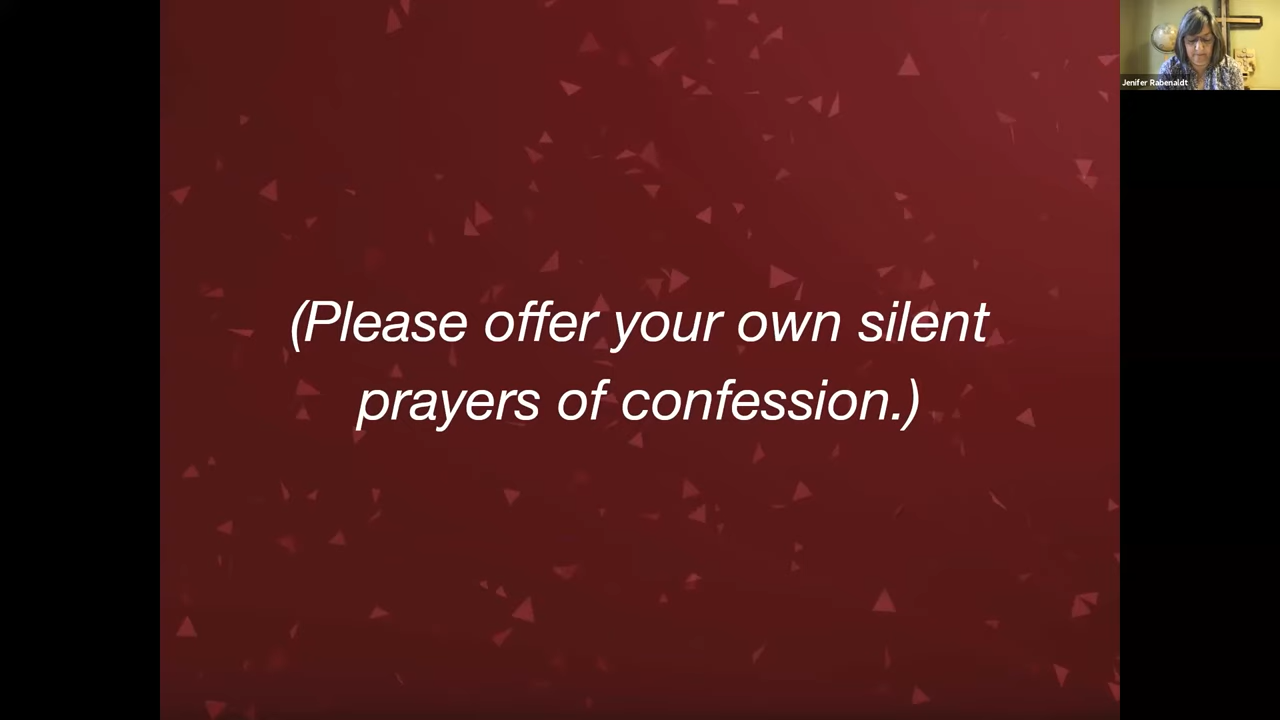 Jenifer Rabenaldt
(Please offer your own silent
prayers of confession.)